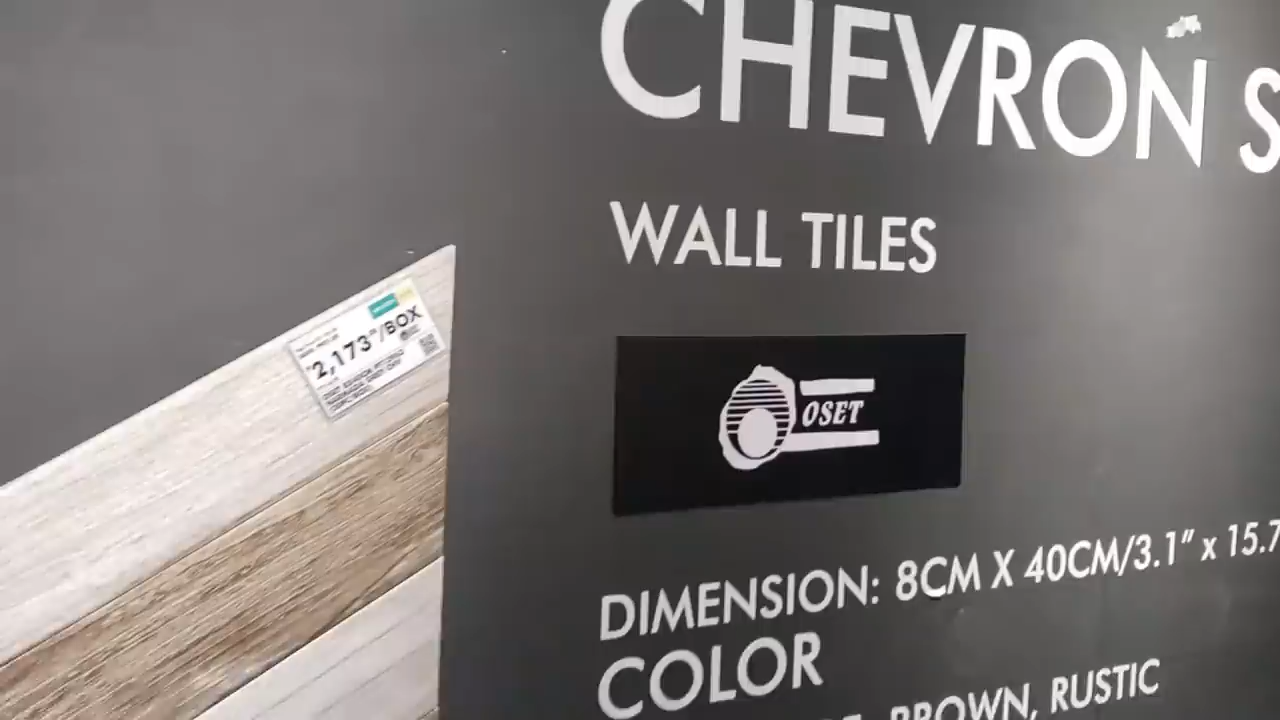 CHEVRON S
WALL TILES
2,173/BOX
OSET
DIMENSION: 8CM X 40CM/3.1" x 15.7
COLOR
BROWN, RUSTIC